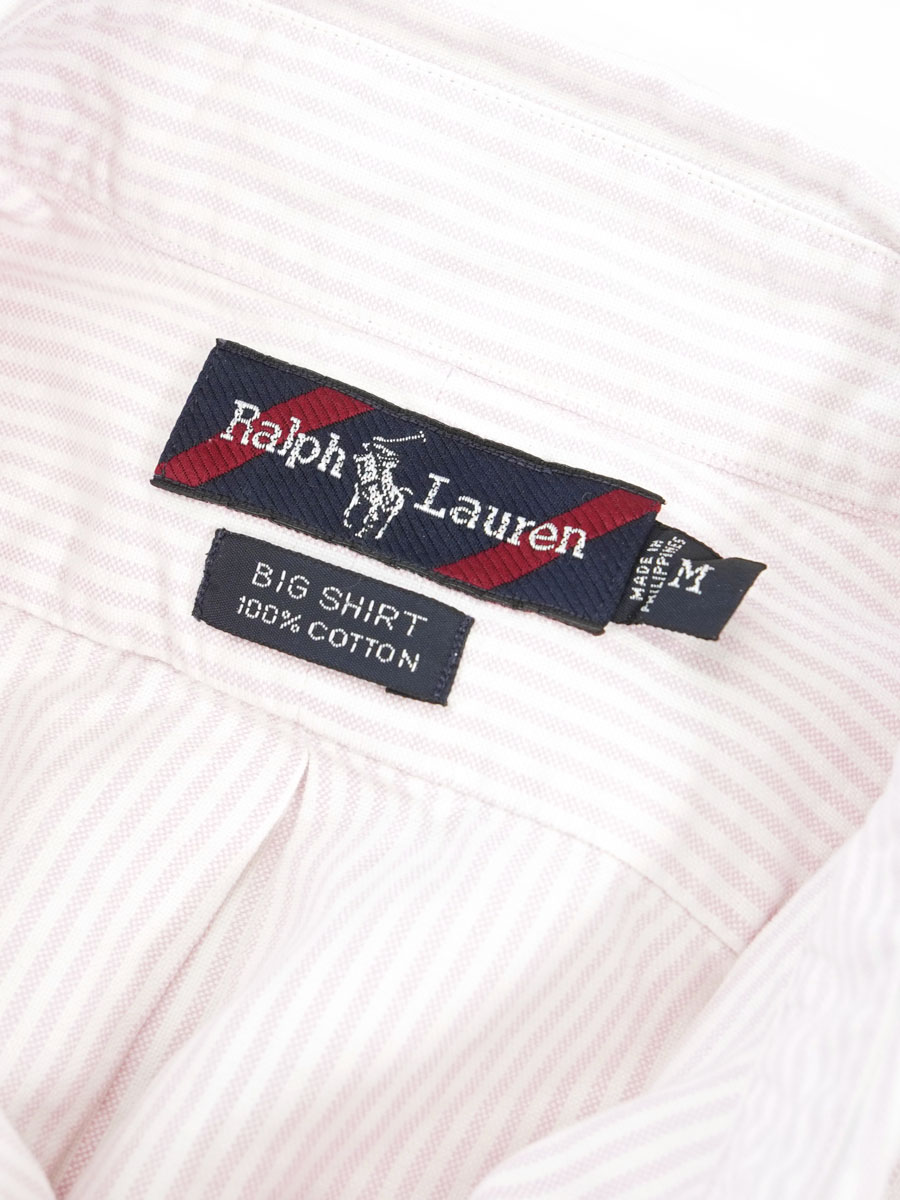 Ralph Lauren
MADE IN
PHILIPPINES
M
BIG SHIRT
100% COTTON